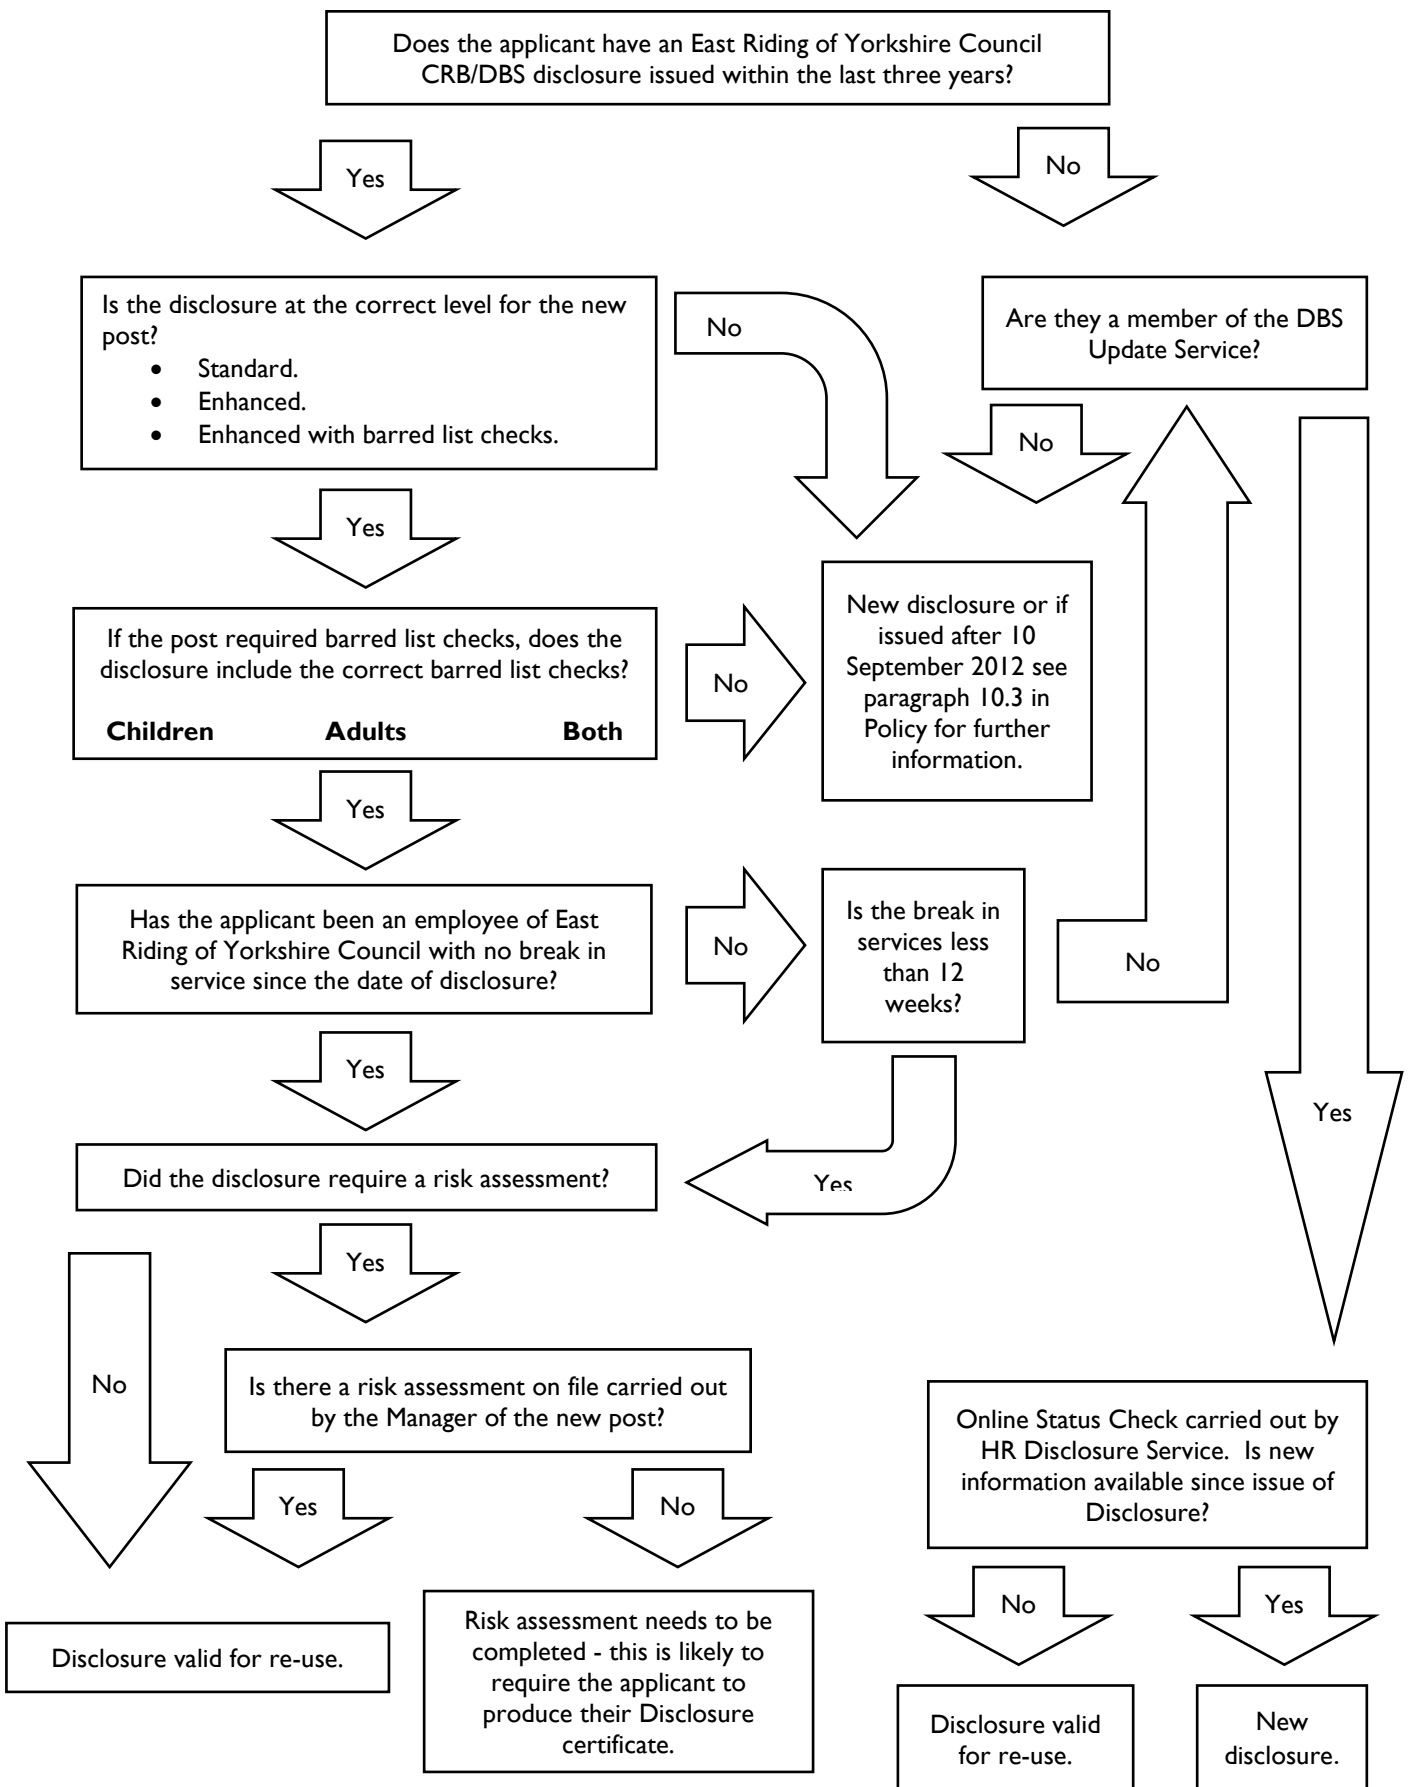 Does the applicant have an East Riding of Yorkshire Council
CRB/DBS disclosure issued within the last three years?
Yes
No
Is the disclosure at the correct level for the new
post?
• Standard.
• Enhanced.
• Enhanced with barred list checks.
No
Are they a member of the DBS
Update Service?
No
Yes
New disclosure or if
issued after 10
September 2012 see
paragraph 10.3 in
Policy for further
information.
If the post required barred list checks, does the
disclosure include the correct barred list checks?
Children Adults Both
No
Yes
Has the applicant been an employee of East
Riding of Yorkshire Council with no break in
service since the date of disclosure?
No
Is the break in
services less
than 12
weeks?
No
Yes
Yes
Did the disclosure require a risk assessment?
Yes
Yes
No
Is there a risk assessment on file carried out
by the Manager of the new post?
Online Status Check carried out by
HR Disclosure Service. Is new
information available since issue of
Disclosure?
Yes
No
No
Yes
Disclosure valid for re-use.
Risk assessment needs to be
completed - this is likely to
require the applicant to
produce their Disclosure
certificate.
Disclosure valid
for re-use.
New
disclosure.